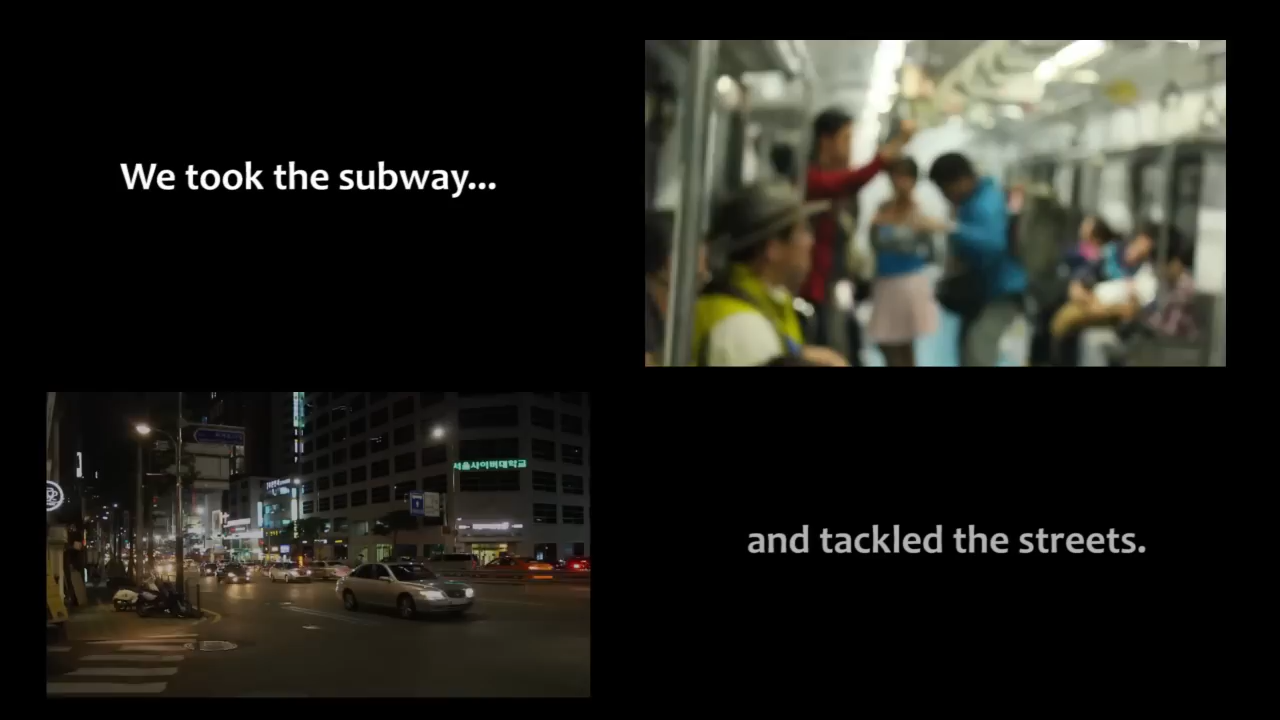 We took the subway...
서울사이버대학교
and tackled the streets.